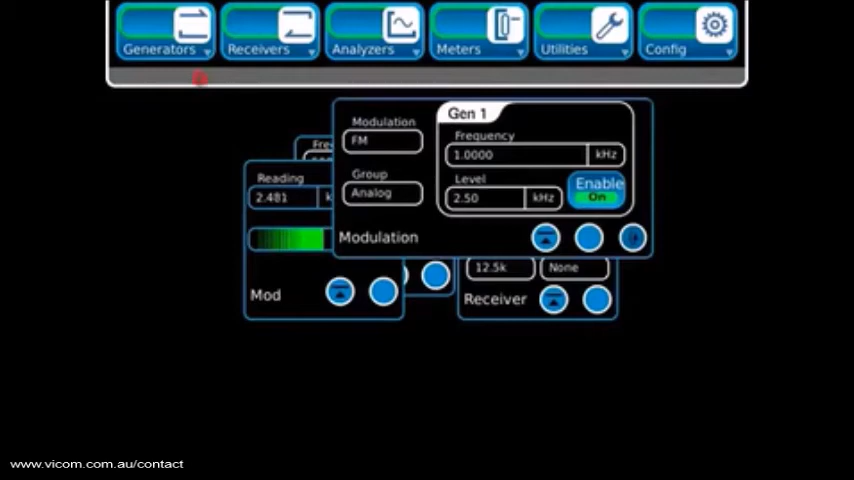 Generators
Receivers
Analyzers
Meters
Utilities
Config
Modulation
FM
Group
Analog
Gen 1
Frequency
1.0000
kHz
Level
2.50
kHz
Enable
On
Modulation
Fre
Reading
2.481
k
Mod
12.5k
None
Receiver
www.vicom.com.au/contact